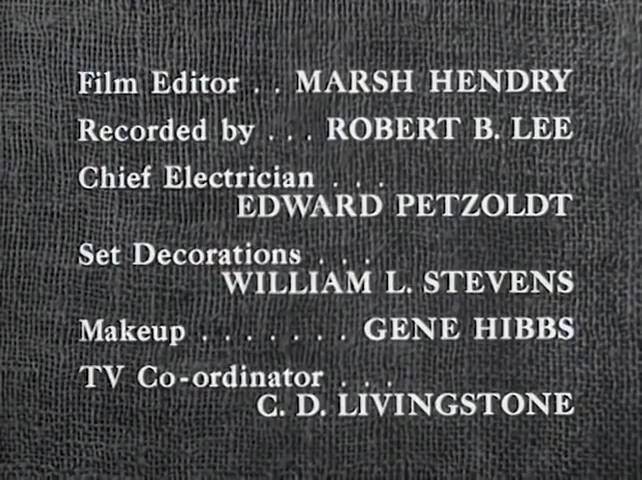 Film Editor . . MARSH HENDRY
Recorded by . . . ROBERT B. LEE
Chief Electrician . . .
EDWARD PETZOLDT
Set Decorations . . .
WILLIAM L. STEVENS
Makeup . . . . . . . GENE HIBBS
TV Co-ordinator . . .
C. D. LIVINGSTONE